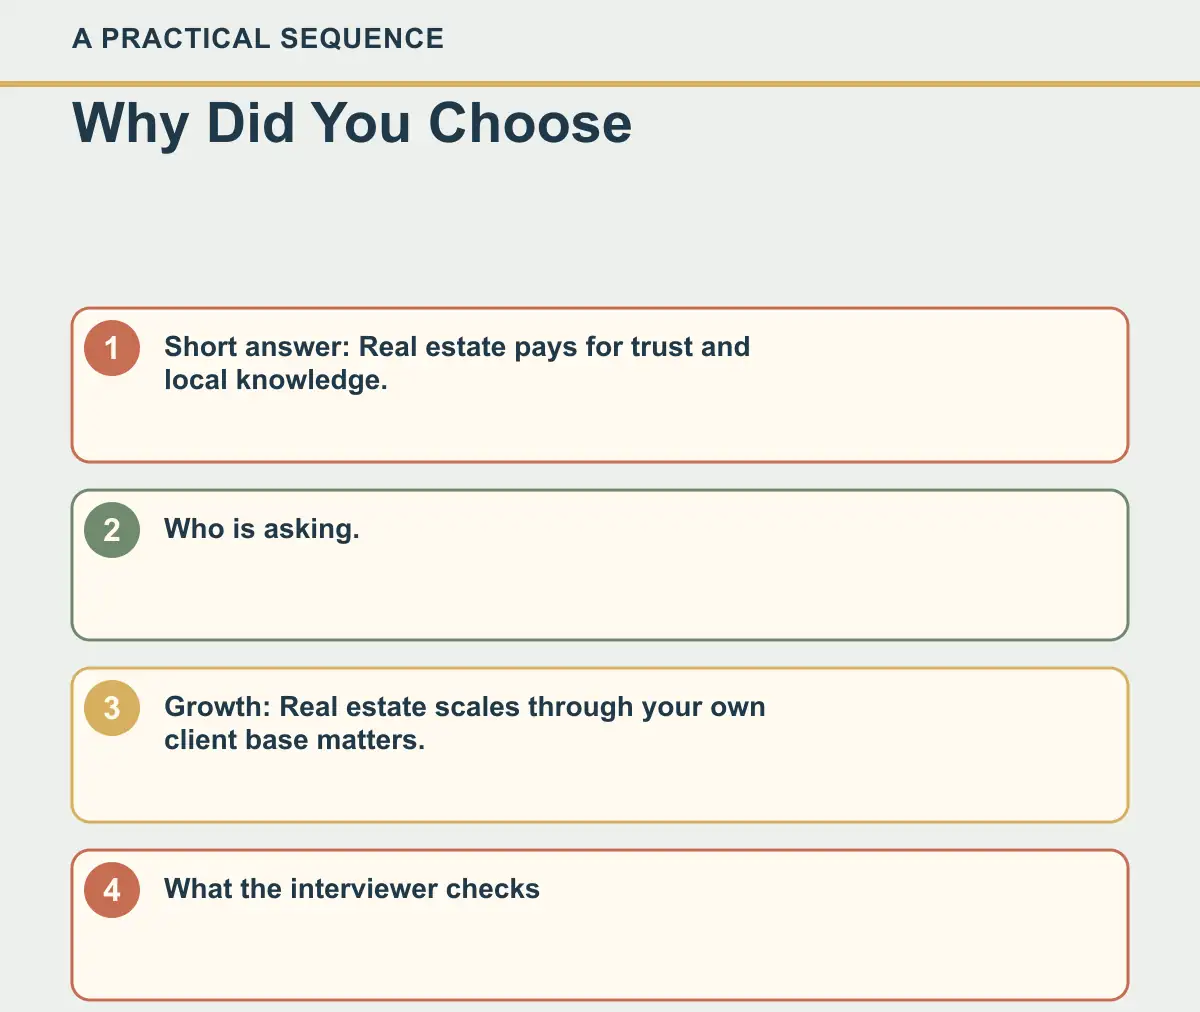 A PRACTICAL SEQUENCE
Why Did You Choose
1
Short answer: Real estate pays for trust and
local knowledge.
2
Who is asking.
3
Growth: Real estate scales through your own
client base matters.
4
What the interviewer checks